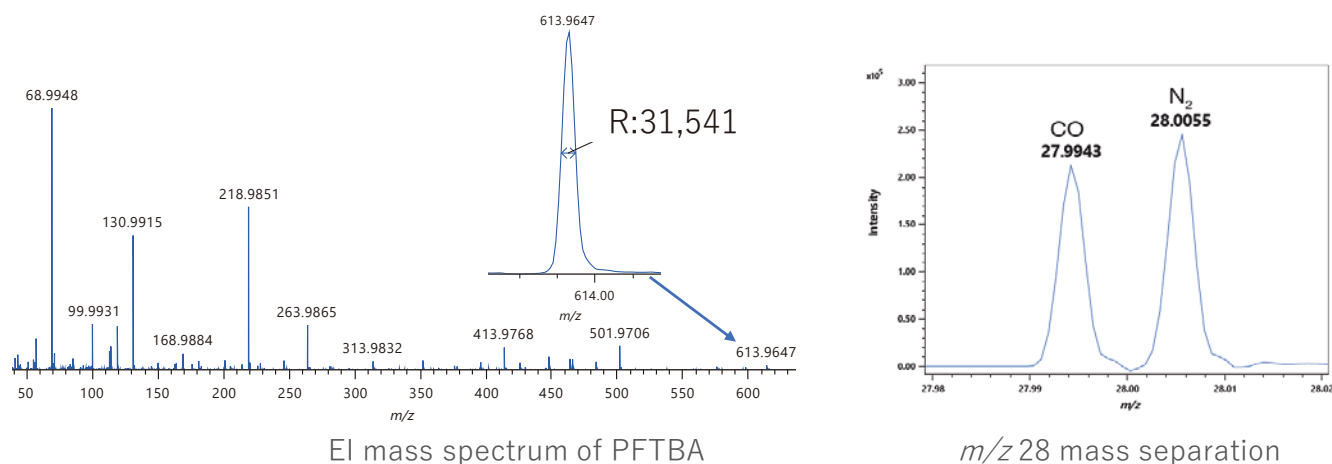 613.9647
68.9948
R:31,541
218.9851
130.9915
614.00
m/z
99.9931
263.9865
168.9884
313.9832
413.9768
501.9706
613.9647
50 100 150 200 250 300 350 400 450 500 550 600
m/z
EI mass spectrum of PFTBA
x10⁵
3.00
2.50
2.00
1.50
1.00
0.50
0.00
Intensity
CO
27.9943
N₂
28.0055
27.98 27.99 28.00 28.01 28.02
m/z
m/z 28 mass separation